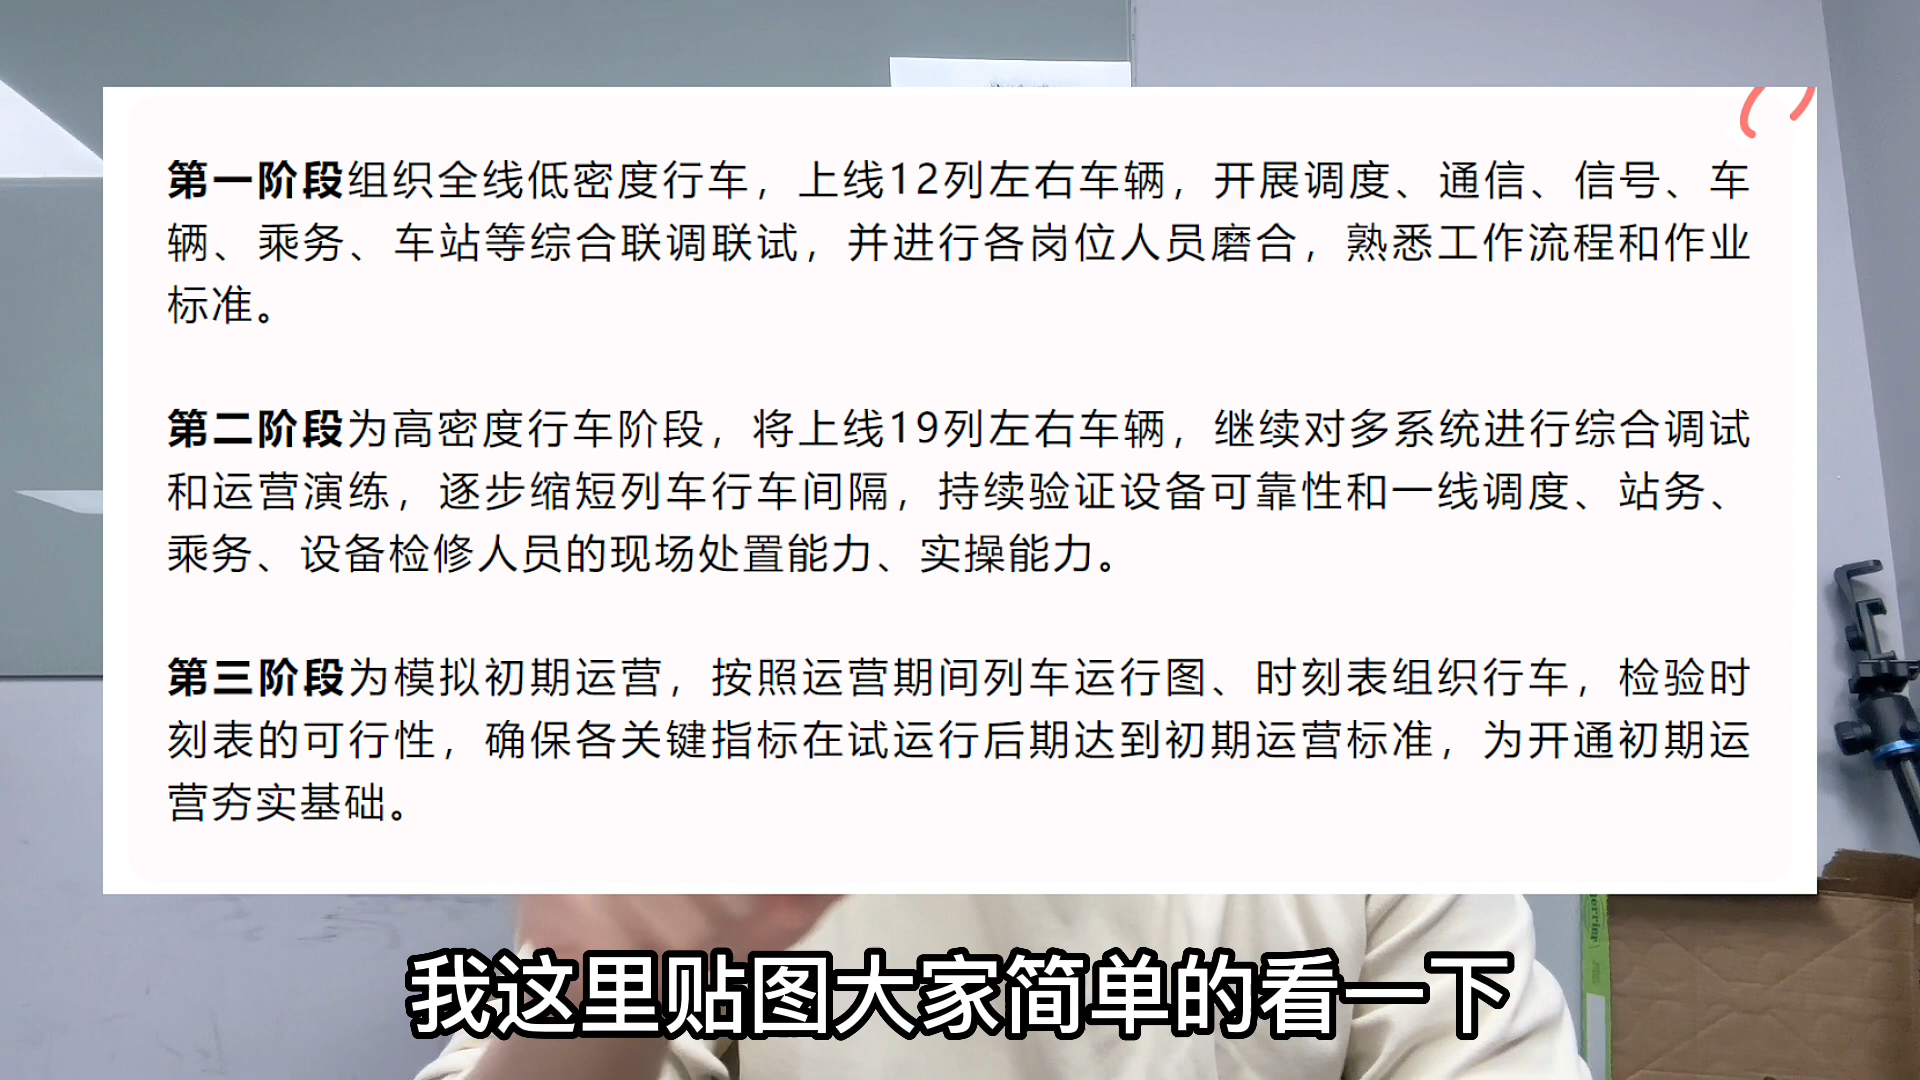 第一阶段组织全线低密度行车，上线12列左右车辆，开展调度、通信、信号、车
辆、乘务、车站等综合联调联试，并进行各岗位人员磨合，熟悉工作流程和作业
标准。
第二阶段为高密度行车阶段，将上线19列左右车辆，继续对多系统进行综合调试
和运营演练，逐步缩短列车行车间隔，持续验证设备可靠性和一线调度、站务、
乘务、设备检修人员的现场处置能力、实操能力。
第三阶段为模拟初期运营，按照运营期间列车运行图、时刻表组织行车，检验时
刻表的可行性，确保各关键指标在试运行后期达到初期运营标准，为开通初期运
营夯实基础。
我这里贴图大家简单的看一下